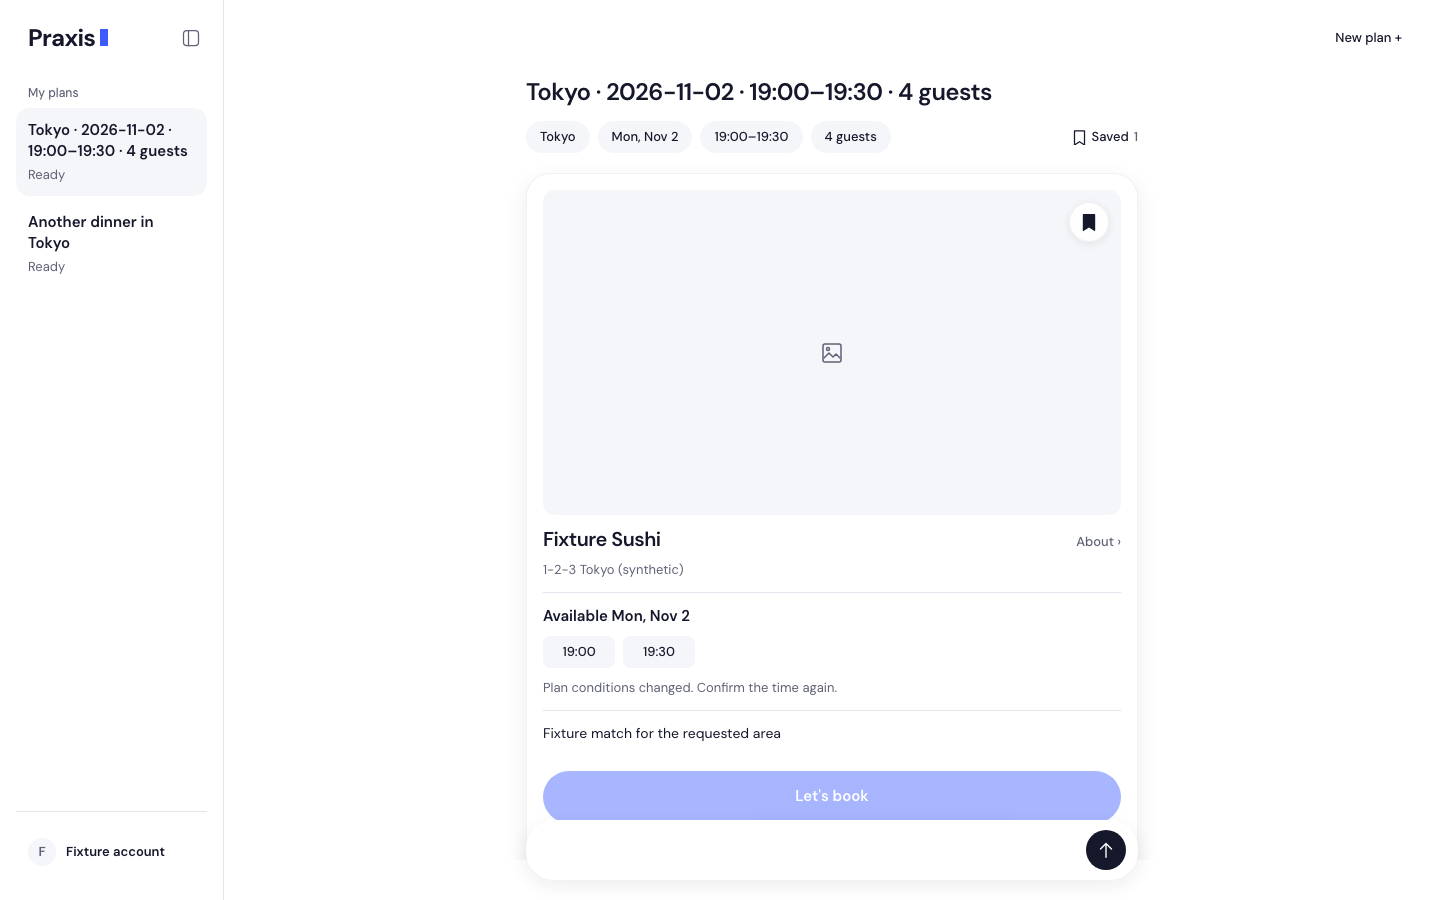 Praxis
New plan +
My plans
Tokyo · 2026-11-02 ·
19:00–19:30 · 4 guests
Ready
Another dinner in
Tokyo
Ready
F
Fixture account
Tokyo · 2026-11-02 · 19:00–19:30 · 4 guests
Tokyo
Mon, Nov 2
19:00–19:30
4 guests
Saved 1
Fixture Sushi
About ›
1-2-3 Tokyo (synthetic)
Available Mon, Nov 2
19:00
19:30
Plan conditions changed. Confirm the time again.
Fixture match for the requested area
Let's book